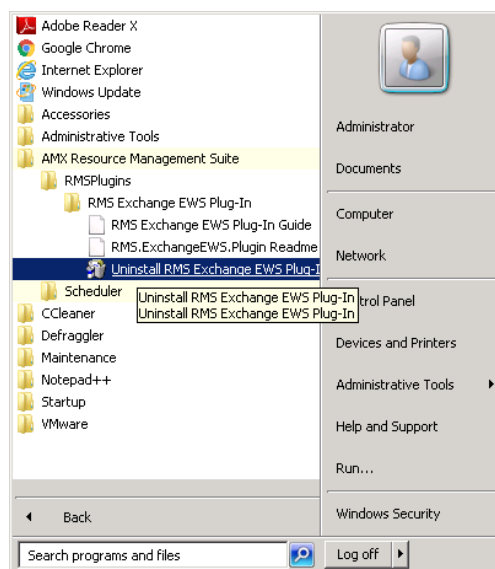 Adobe Reader X
Google Chrome
Internet Explorer
Windows Update
Accessories
Administrative Tools
AMX Resource Management Suite
RMSPlugins
RMS Exchange EWS Plug-In
RMS Exchange EWS Plug-In Guide
RMS.ExchangeEWS.Plugin Readme
Uninstall RMS Exchange EWS Plug-I
Scheduler
Uninstall RMS Exchange EWS Plug-In
Uninstall RMS Exchange EWS Plug-In
CCleaner
Defraggler
Maintenance
Notepad++
Startup
VMware
Back
Search programs and files
Administrator
Documents
Computer
Network
trol Panel
Devices and Printers
Administrative Tools
Help and Support
Run...
Windows Security
Log off